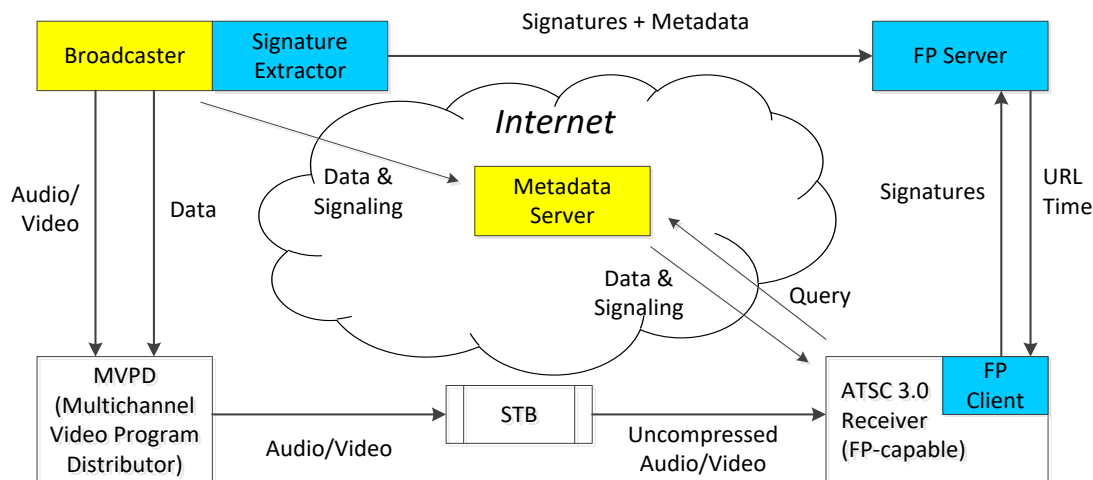 Signatures + Metadata
Broadcaster
Signature
Extractor
FP Server
Internet
Audio/
Video
Data
Data &
Signaling
Metadata
Server
Signatures
URL
Time
Data &
Signaling
Query
MVPD
(Multichannel
Video Program
Distributor)
Audio/Video
STB
Uncompressed
Audio/Video
ATSC 3.0
Receiver
(FP-capable)
FP
Client